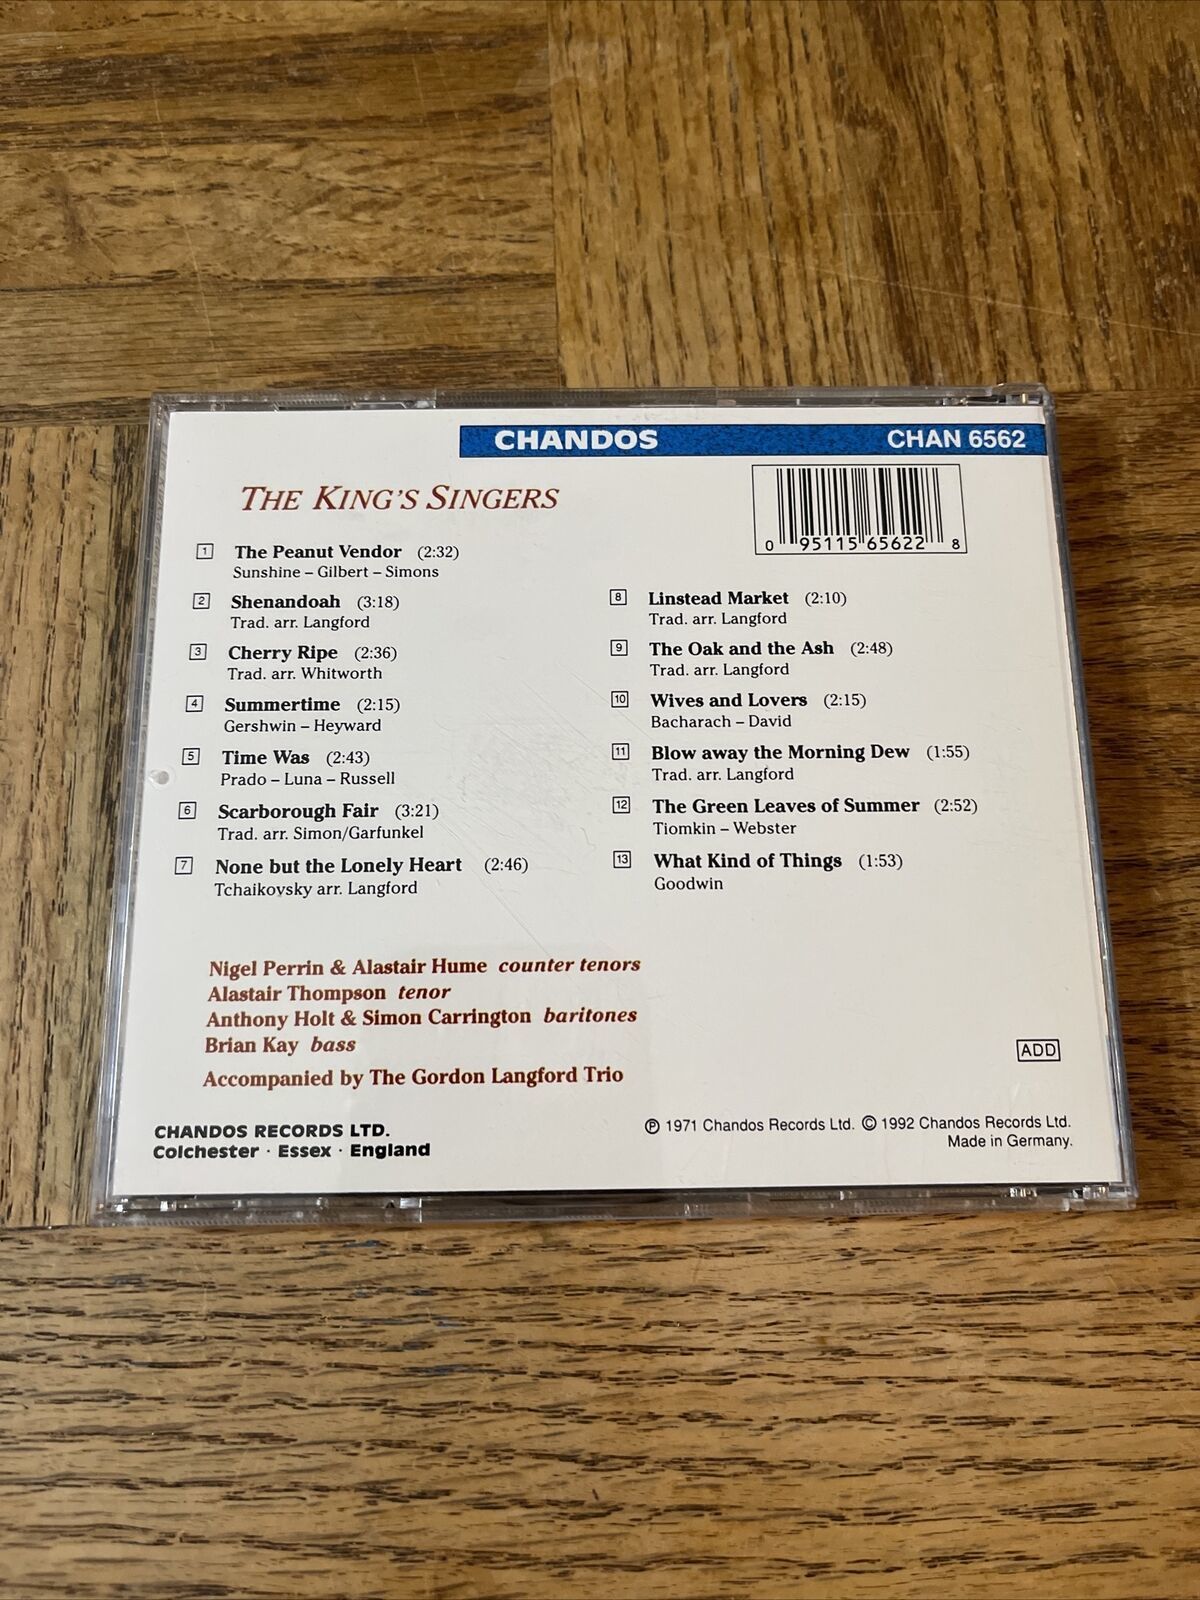 CHANDOS CHAN 6562
THE KING'S SINGERS
0 95115 65622 8
1 The Peanut Vendor (2:32)
Sunshine – Gilbert – Simons
2 Shenandoah (3:18)
Trad. arr. Langford
3 Cherry Ripe (2:36)
Trad. arr. Whitworth
4 Summertime (2:15)
Gershwin – Heyward
5 Time Was (2:43)
Prado – Luna – Russell
6 Scarborough Fair (3:21)
Trad. arr. Simon/Garfunkel
7 None but the Lonely Heart (2:46)
Tchaikovsky arr. Langford
8 Linstead Market (2:10)
Trad. arr. Langford
9 The Oak and the Ash (2:48)
Trad. arr. Langford
10 Wives and Lovers (2:15)
Bacharach – David
11 Blow away the Morning Dew (1:55)
Trad. arr. Langford
12 The Green Leaves of Summer (2:52)
Tiomkin – Webster
13 What Kind of Things (1:53)
Goodwin
Nigel Perrin & Alastair Hume counter tenors
Alastair Thompson tenor
Anthony Holt & Simon Carrington baritones
Brian Kay bass
Accompanied by The Gordon Langford Trio
ADD
CHANDOS RECORDS LTD.
Colchester · Essex · England
℗ 1971 Chandos Records Ltd. © 1992 Chandos Records Ltd.
Made in Germany.